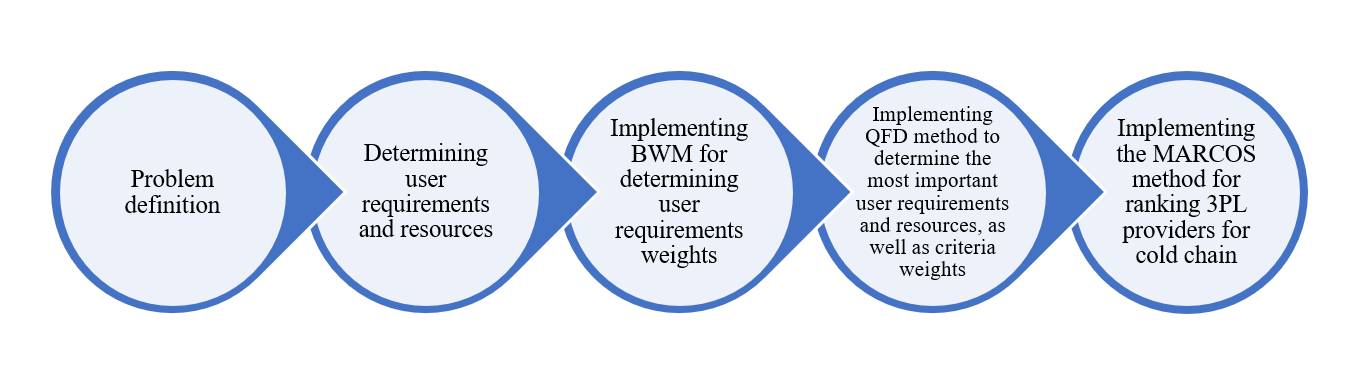 Problem
definition
Determining
user
requirements
and resources
Implementing
BWM for
determining
user
requirements
weights
Implementing
QFD method to
determine the
most important
user requirements
and resources, as
well as criteria
weights
Implementing
the MARCOS
method for
ranking 3PL
providers for
cold chain